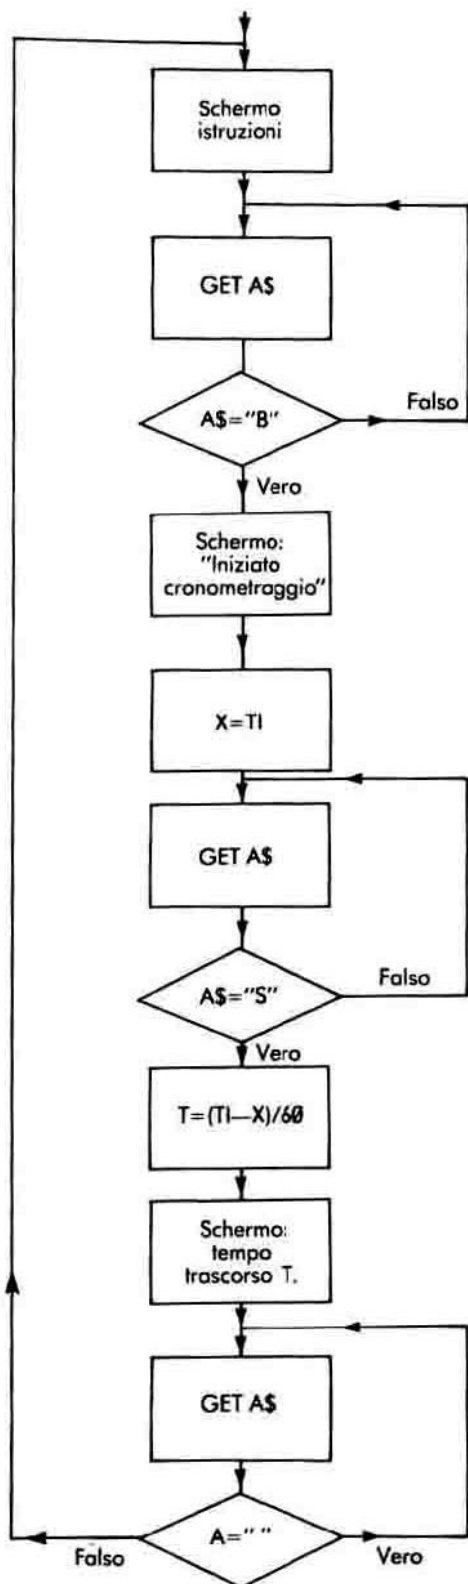 Schermo
istruzioni
GET A$
A$="B"
Falso
Vero
Schermo:
"Iniziato
cronometraggio"
X=TI
GET A$
A$="S"
Falso
Vero
T=(TI—X)/60
Schermo:
tempo
trascorso T.
GET A$
A=" "
Falso
Vero